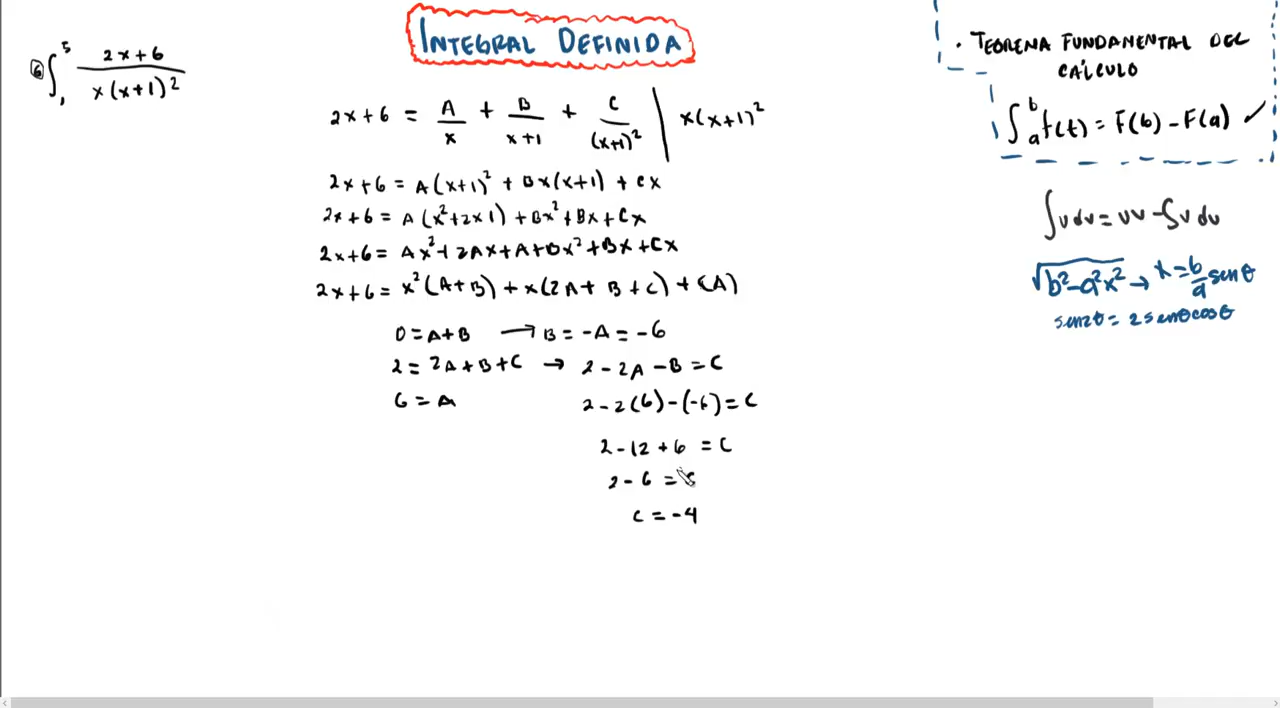 INTEGRAL DEFINIDA
6 ∫₁⁵ (2x+6)/(x(x+1)²)
2x+6 = A/x + B/(x+1) + C/(x+1)² | x(x+1)²
2x+6 = A(x+1)² + Bx(x+1) + Cx
2x+6 = A(x²+2x1) + Bx² + Bx + Cx
2x+6 = Ax² + 2Ax + A + Bx² + Bx + Cx
2x+6 = x²(A+B) + x(2A + B + C) + (A)
0 = A+B → B = -A = -6
2 = 2A+B+C → 2 - 2A - B = C
6 = A 2 - 2(6) - (-6) = C
2 - 12 + 6 = C
2 - 6 = C
C = -4
· TEOREMA FUNDAMENTAL DEL
CÁLCULO
∫ₐᵇ f(t) = F(b) - F(a) ✓
∫u dv = uv - ∫v du
√(b² - a²x²) → x = b/a senθ
sen2θ = 2senθcosθ